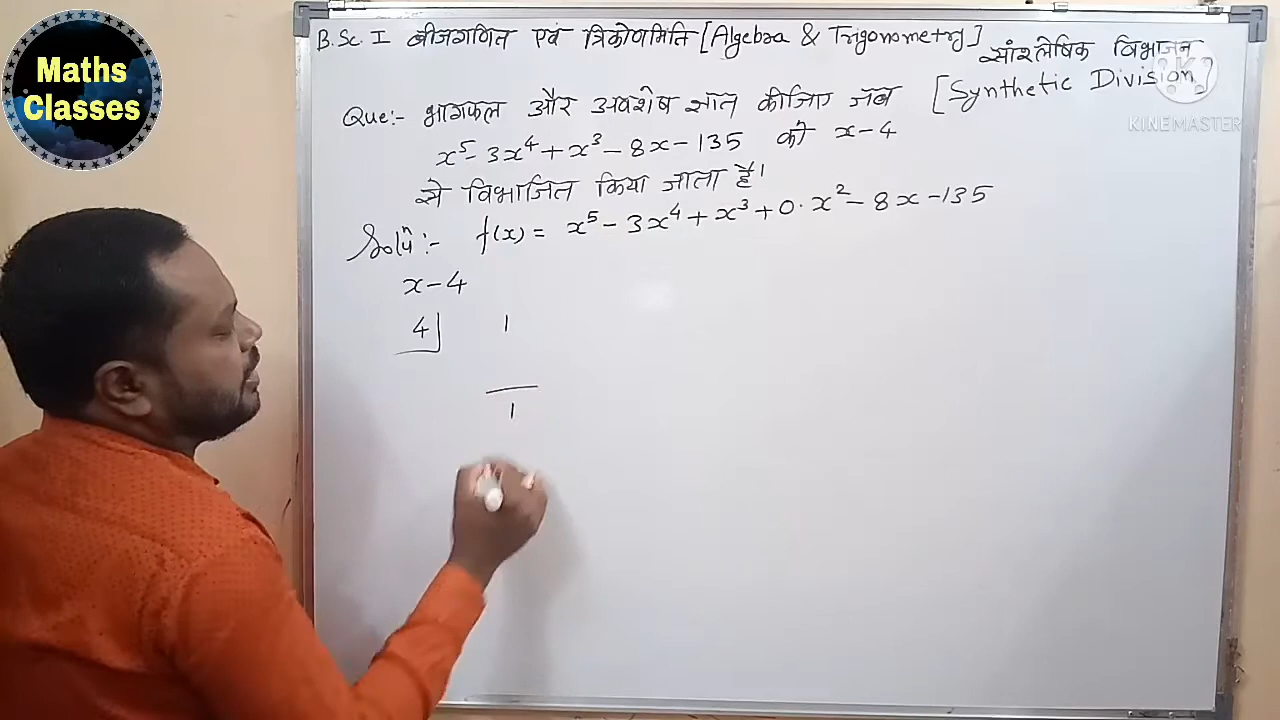 Maths
Classes
B.Sc. I बीजगणित एवं त्रिकोणमिति [Algebra & Trigonometry]
सांश्लेषिक विभाजन
[Synthetic Division
KINEMASTER
Que:- भागफल और अवशेष ज्ञात कीजिए जब
x⁵-3x⁴+x³-8x-135 को x-4
से विभाजित किया जाता है।
Solⁿ:- f(x) = x⁵-3x⁴+x³+0·x²-8x-135
x-4
4 1
1